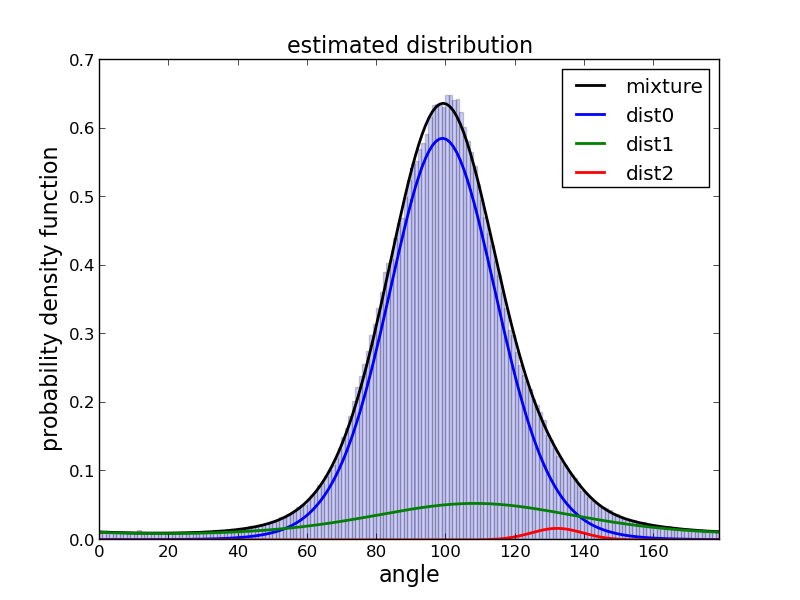 estimated distribution
probability density function
0.7
0.6
0.5
0.4
0.3
0.2
0.1
0.0
mixture
dist0
dist1
dist2
0 20 40 60 80 100 120 140 160
angle